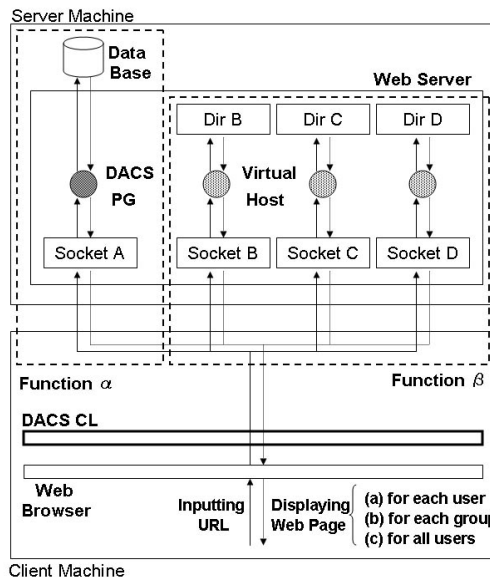 Server Machine
Data
Base
Web Server
Dir B
Dir C
Dir D
DACS
PG
Virtual
Host
Socket A
Socket B
Socket C
Socket D
Function α
Function β
DACS CL
Web
Browser
Inputting
URL
Displaying
Web Page
(a) for each user
(b) for each group
(c) for all users
Client Machine